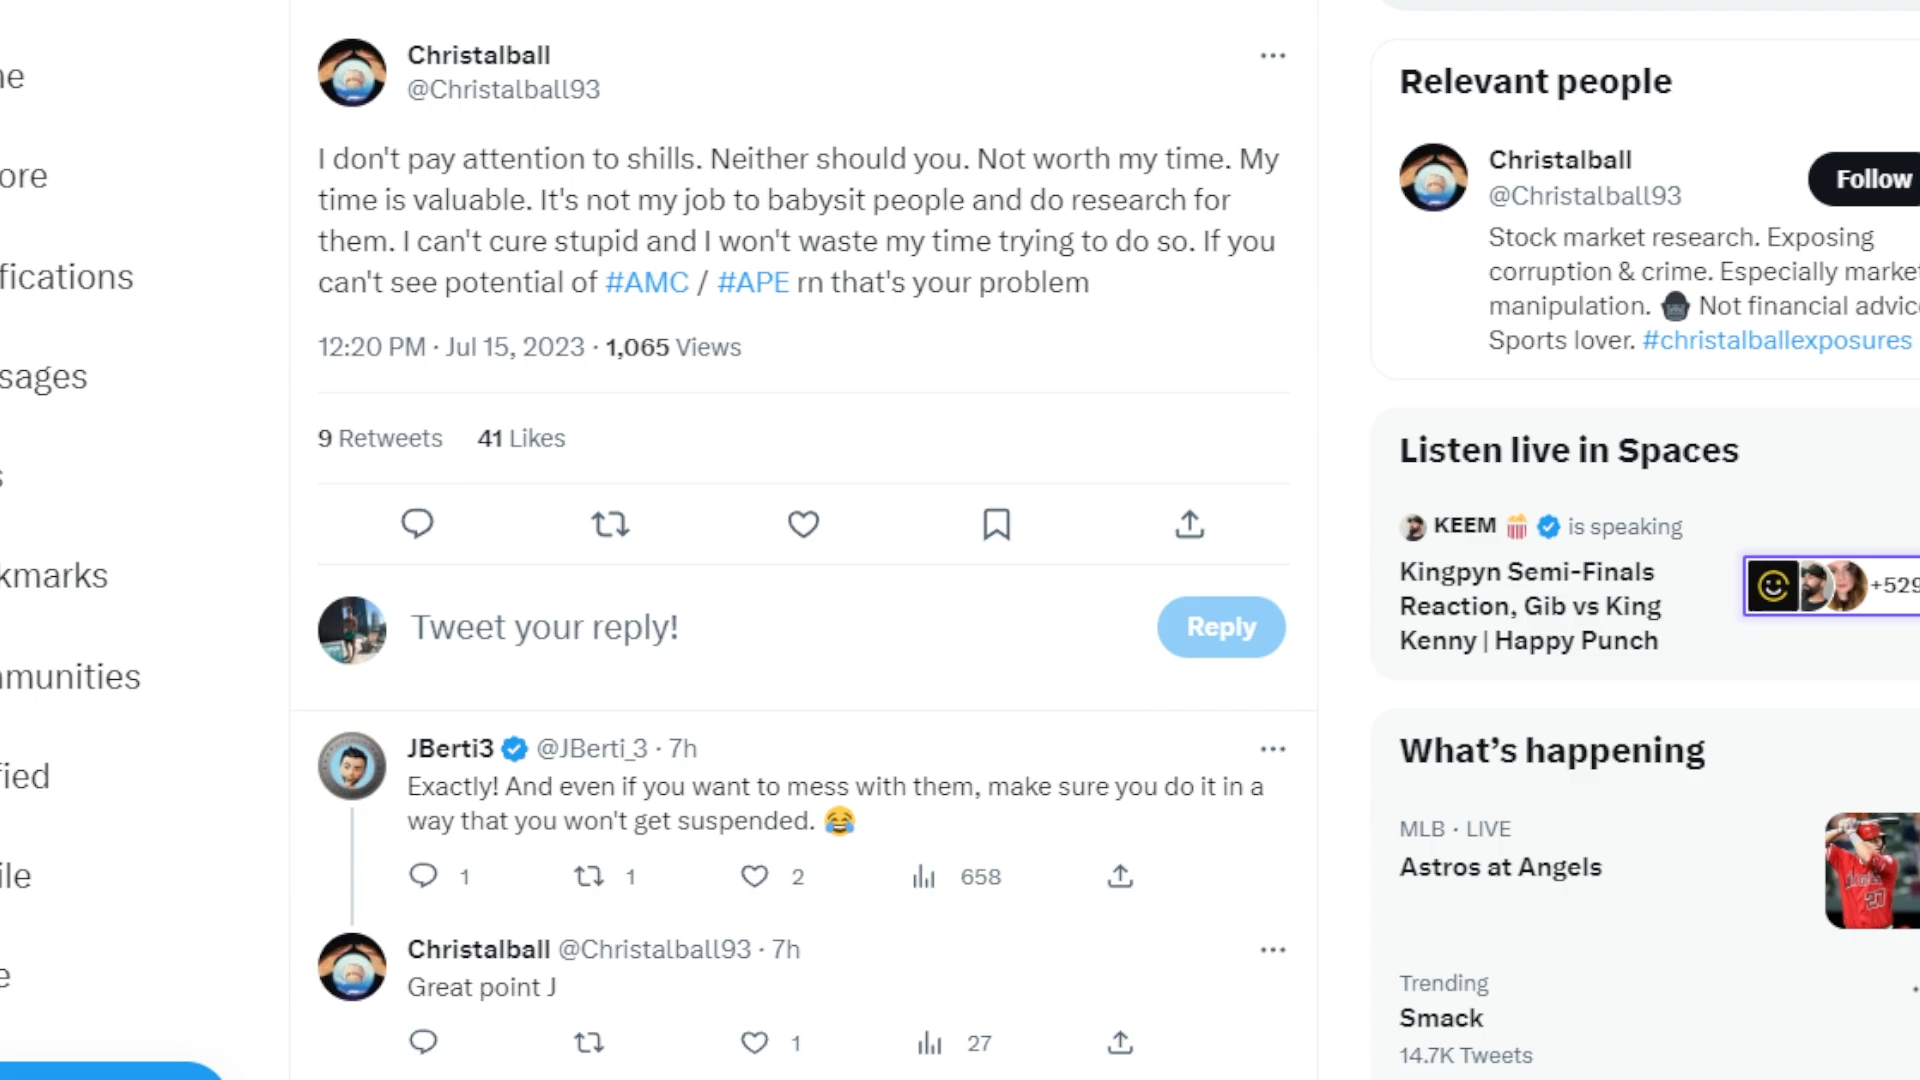 ne
ore
fications
sages
s
kmarks
mmunities
fied
ile
e
Christalball
@Christalball93
I don't pay attention to shills. Neither should you. Not worth my time. My
time is valuable. It's not my job to babysit people and do research for
them. I can't cure stupid and I won't waste my time trying to do so. If you
can't see potential of #AMC / #APE rn that's your problem
12:20 PM · Jul 15, 2023 · 1,065 Views
9 Retweets 41 Likes
Tweet your reply!
Reply
JBerti3 @JBerti_3 · 7h
Exactly! And even if you want to mess with them, make sure you do it in a
way that you won't get suspended. 😂
1 1 2 658
Christalball @Christalball93 · 7h
Great point J
1 27
Relevant people
Christalball
@Christalball93
Follow
Stock market research. Exposing
corruption & crime. Especially market
manipulation. Not financial advice
Sports lover. #christalballexposures
Listen live in Spaces
KEEM 🍿 is speaking
Kingpyn Semi-Finals
Reaction, Gib vs King
Kenny | Happy Punch
+529
What's happening
MLB · LIVE
Astros at Angels
Trending
Smack
14.7K Tweets